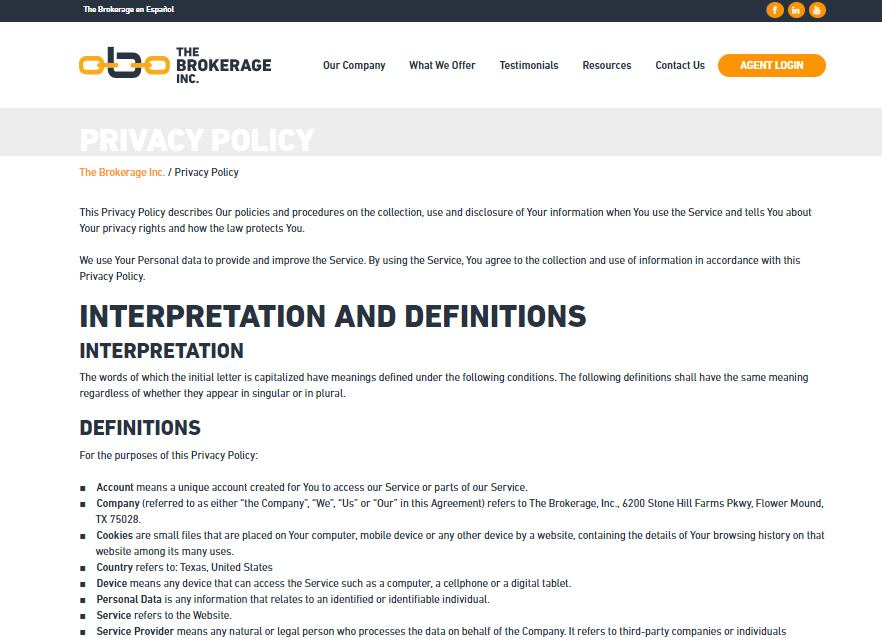 The Brokerage en Español
THE
BROKERAGE
INC.
Our Company What We Offer Testimonials Resources Contact Us AGENT LOGIN
PRIVACY POLICY
The Brokerage Inc. / Privacy Policy
This Privacy Policy describes Our policies and procedures on the collection, use and disclosure of Your information when You use the Service and tells You about
Your privacy rights and how the law protects You.
We use Your Personal data to provide and improve the Service. By using the Service, You agree to the collection and use of information in accordance with this
Privacy Policy.
INTERPRETATION AND DEFINITIONS
INTERPRETATION
The words of which the initial letter is capitalized have meanings defined under the following conditions. The following definitions shall have the same meaning
regardless of whether they appear in singular or in plural.
DEFINITIONS
For the purposes of this Privacy Policy:
■ Account means a unique account created for You to access our Service or parts of our Service.
■ Company (referred to as either “the Company”, “We”, “Us” or “Our” in this Agreement) refers to The Brokerage, Inc., 6200 Stone Hill Farms Pkwy, Flower Mound,
TX 75028.
■ Cookies are small files that are placed on Your computer, mobile device or any other device by a website, containing the details of Your browsing history on that
website among its many uses.
■ Country refers to: Texas, United States
■ Device means any device that can access the Service such as a computer, a cellphone or a digital tablet.
■ Personal Data is any information that relates to an identified or identifiable individual.
■ Service refers to the Website.
■ Service Provider means any natural or legal person who processes the data on behalf of the Company. It refers to third-party companies or individuals